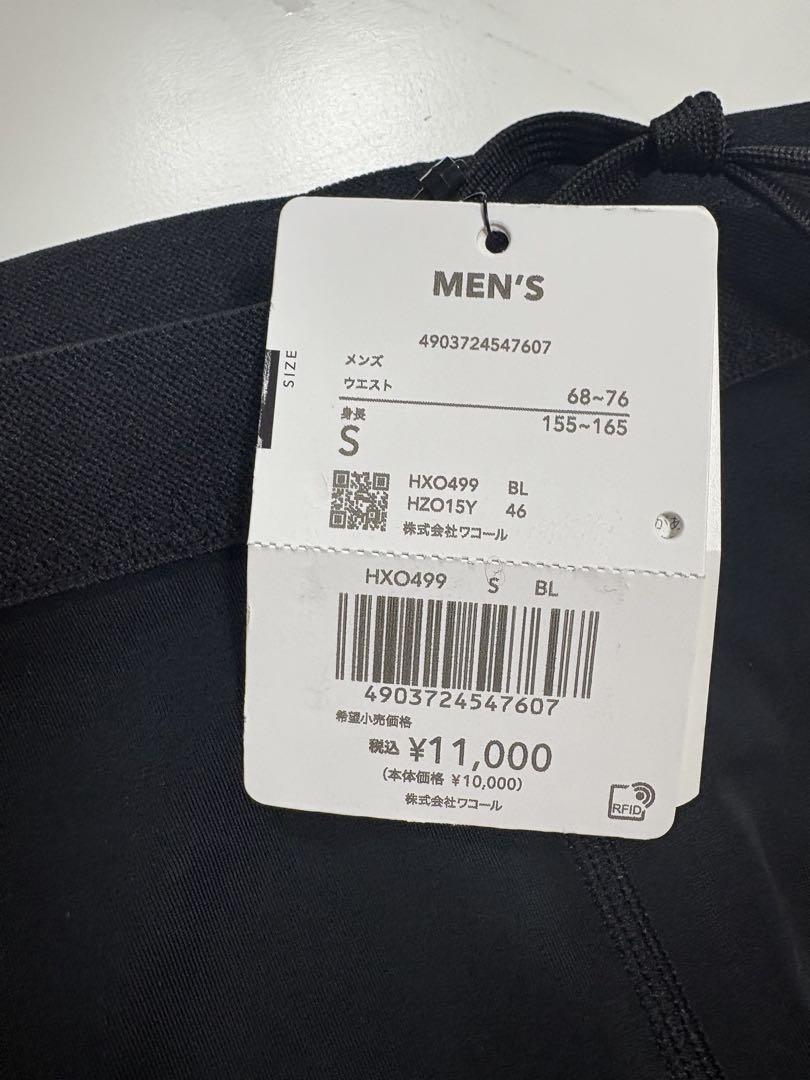 MEN'S
4903724547607
SIZE
メンズ
ウエスト 68~76
身長 155~165
S
HXO499 BL
HZO15Y 46
株式会社ワコール
HXO499 S BL
4903724547607
希望小売価格
税込 ¥11,000
(本体価格 ¥10,000)
株式会社ワコール
RFID